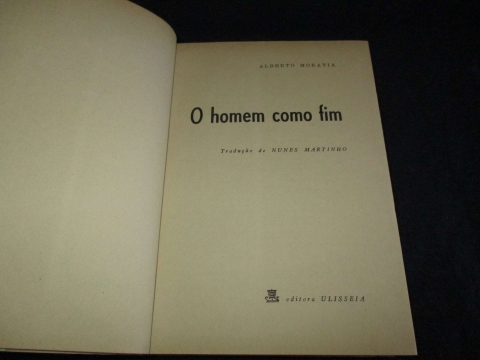 ALBERTO MORAVIA
O homem como fim
Tradução de NUNES MARTINHO
editora ULISSEIA